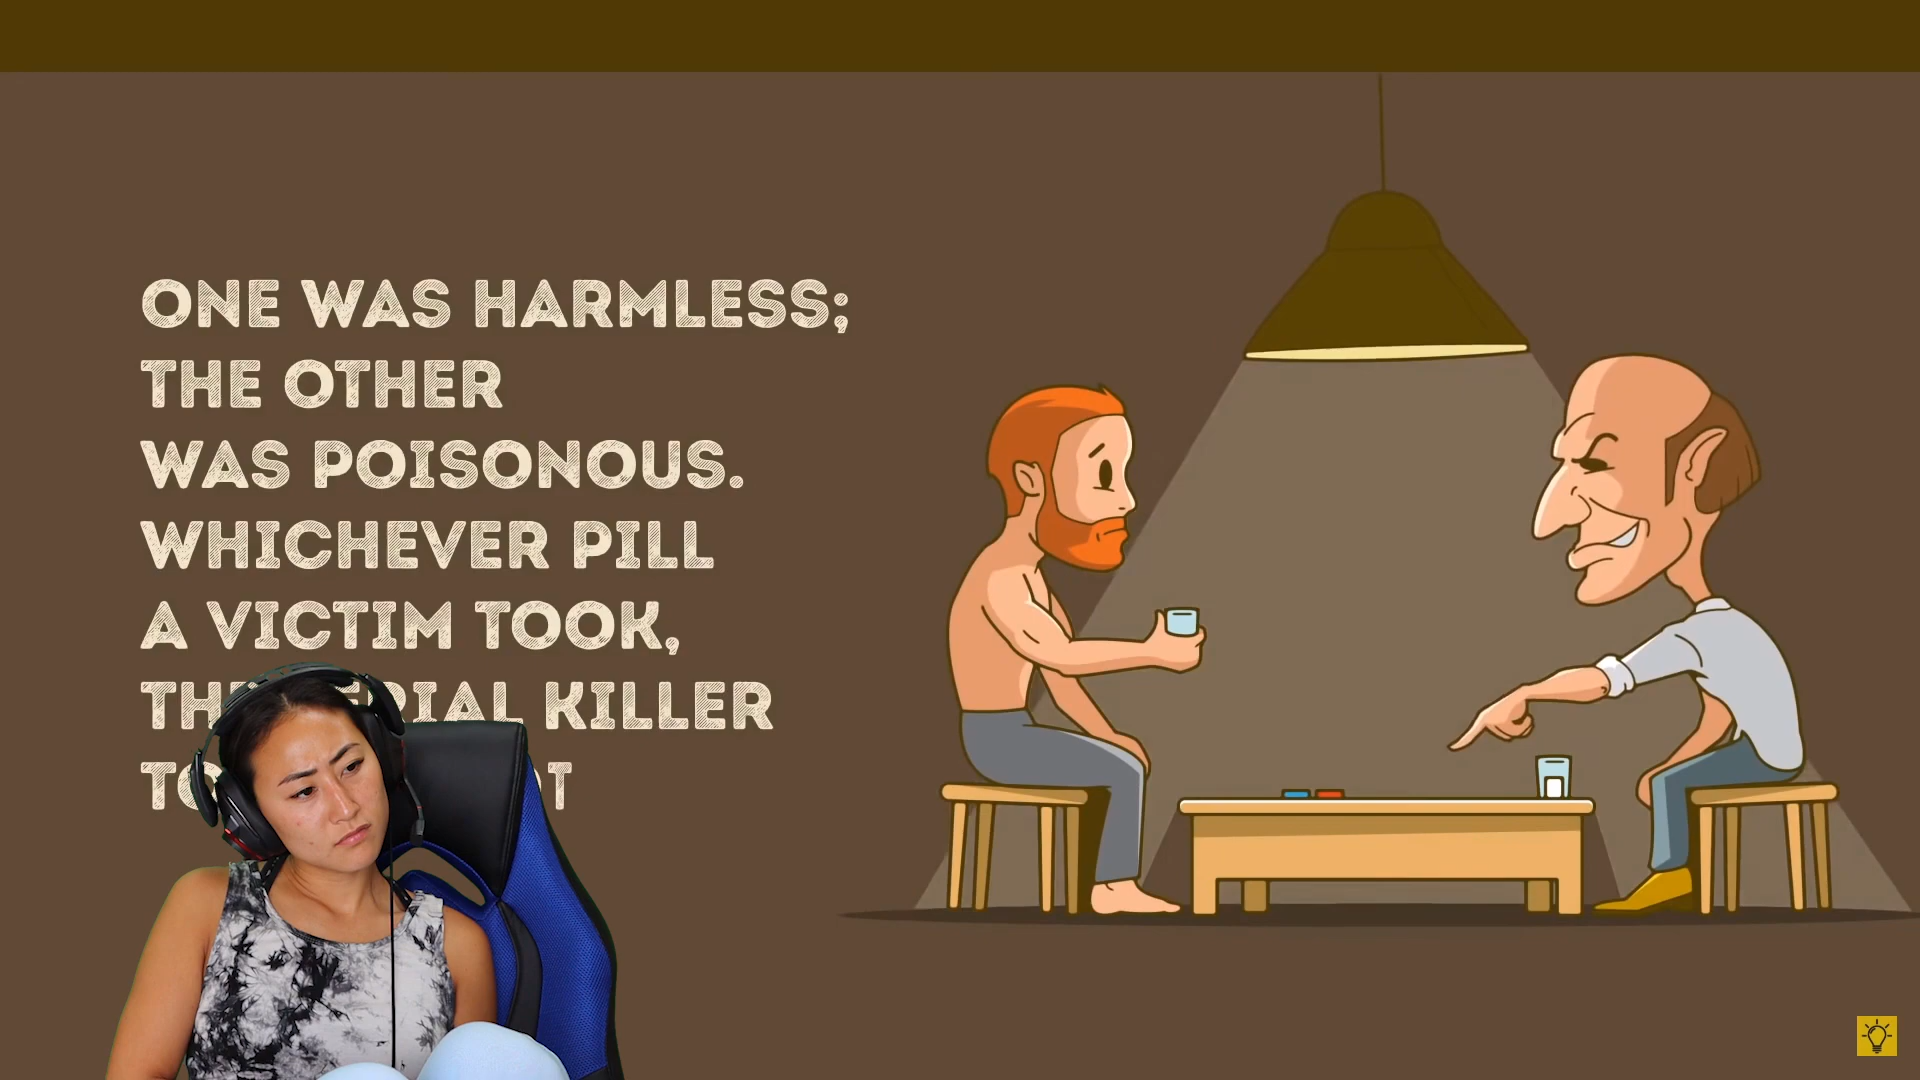 ONE WAS HARMLESS;
THE OTHER
WAS POISONOUS.
WHICHEVER PILL
A VICTIM TOOK,
KILLER